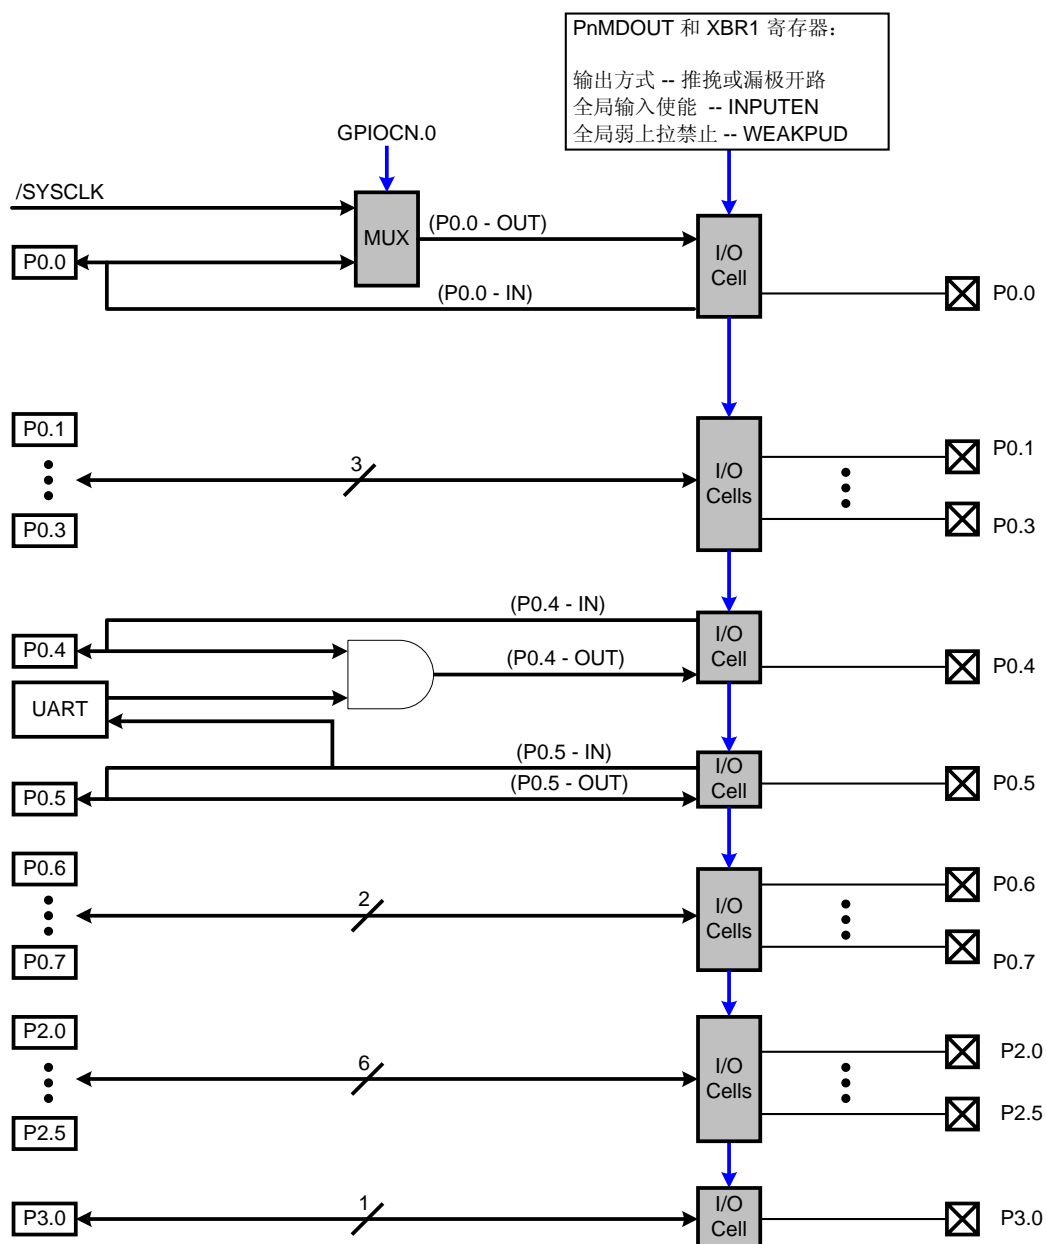 PnMDOUT 和 XBR1 寄存器：
输出方式 -- 推挽或漏极开路
全局输入使能 -- INPUTEN
全局弱上拉禁止 -- WEAKPUD
GPIOCN.0
/SYSCLK
MUX
(P0.0 - OUT)
I/O
Cell
P0.0
(P0.0 - IN)
P0.0
P0.1
3
I/O
Cells
P0.1
P0.3
P0.3
(P0.4 - IN)
I/O
Cell
P0.4
(P0.4 - OUT)
P0.4
UART
(P0.5 - IN)
I/O
Cell
(P0.5 - OUT)
P0.5
P0.5
P0.6
2
I/O
Cells
P0.6
P0.7
P0.7
P2.0
6
I/O
Cells
P2.0
P2.5
P2.5
P3.0
1
I/O
Cell
P3.0